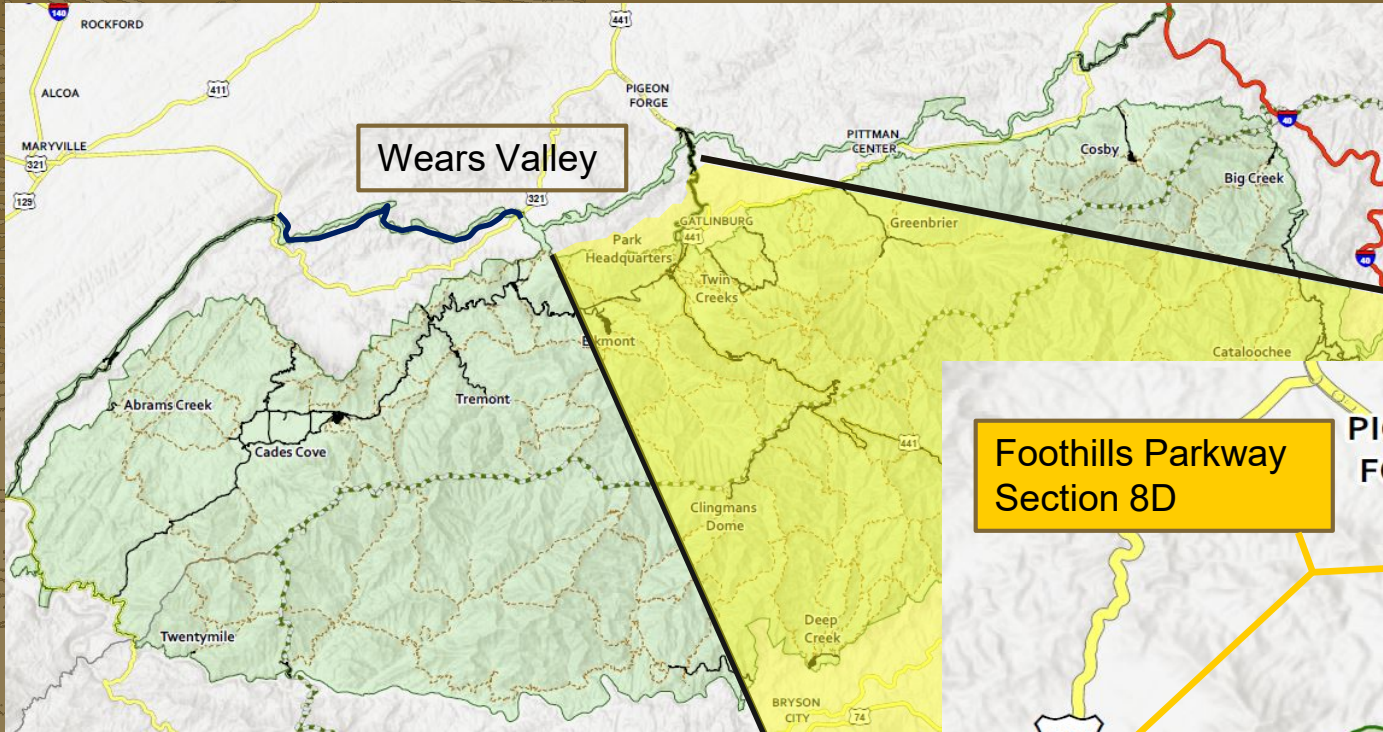 140
ROCKFORD
441
ALCOA
411
PIGEON
FORGE
MARYVILLE
321
129
Wears Valley
PITTMAN
CENTER
Cosby
40
Big Creek
321
GATLINBURG
441
Greenbrier
Park
Headquarters
40
Twin
Creeks
Elkmont
Cataloochee
Abrams Creek
Tremont
441
Cades Cove
Foothills Parkway
Section 8D
Clingmans
Dome
Deep
Creek
Twentymile
BRYSON
CITY
74